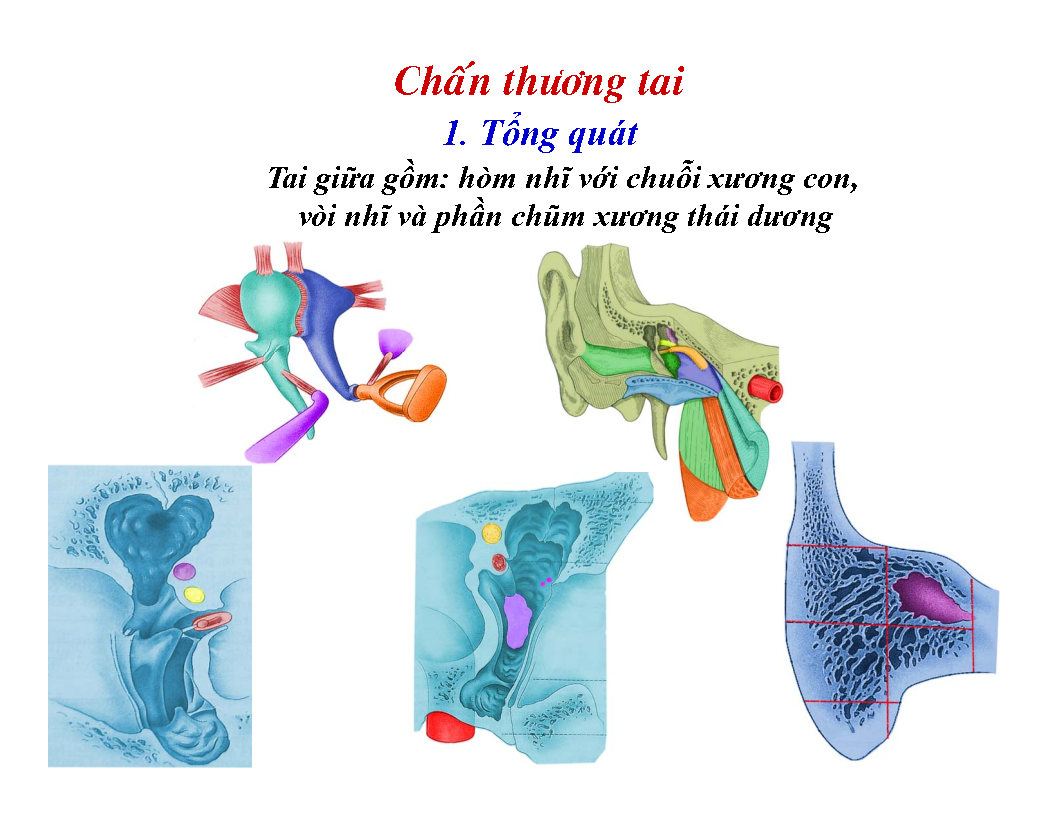 Chấn thương tai
1. Tổng quát
Tai giữa gồm: hòm nhĩ với chuỗi xương con,
vòi nhĩ và phần chũm xương thái dương